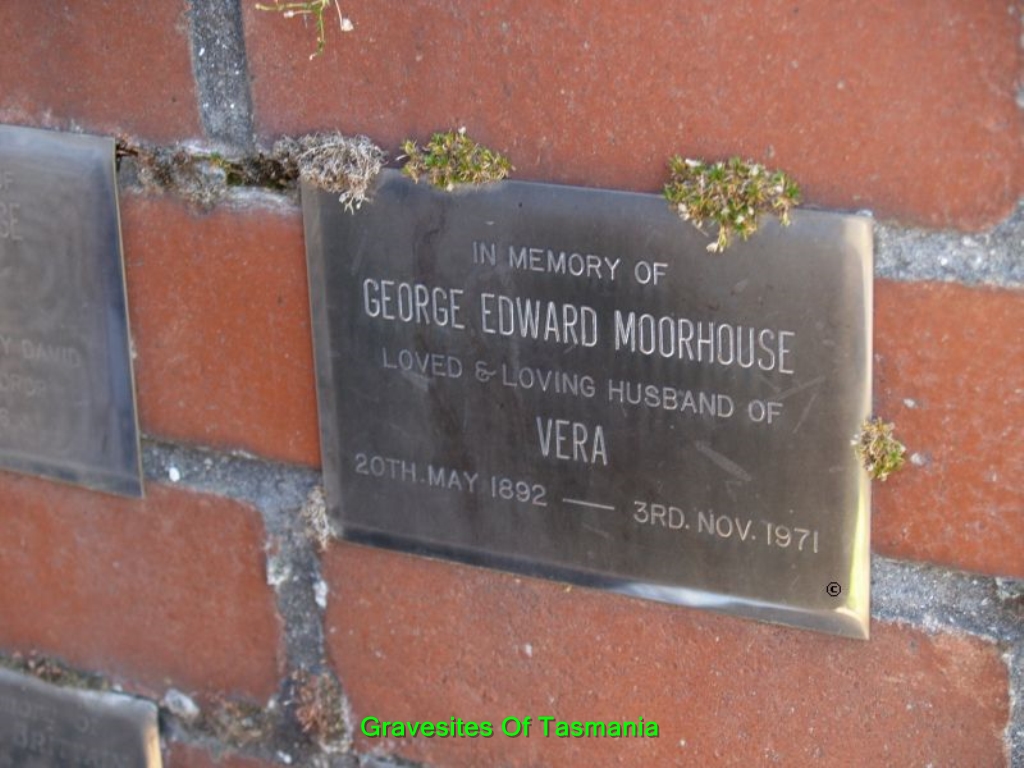 IN MEMORY OF
GEORGE EDWARD MOORHOUSE
LOVED & LOVING HUSBAND OF
VERA
20TH. MAY 1892 — 3RD. NOV. 1971
©
DAVID
Gravesites Of Tasmania